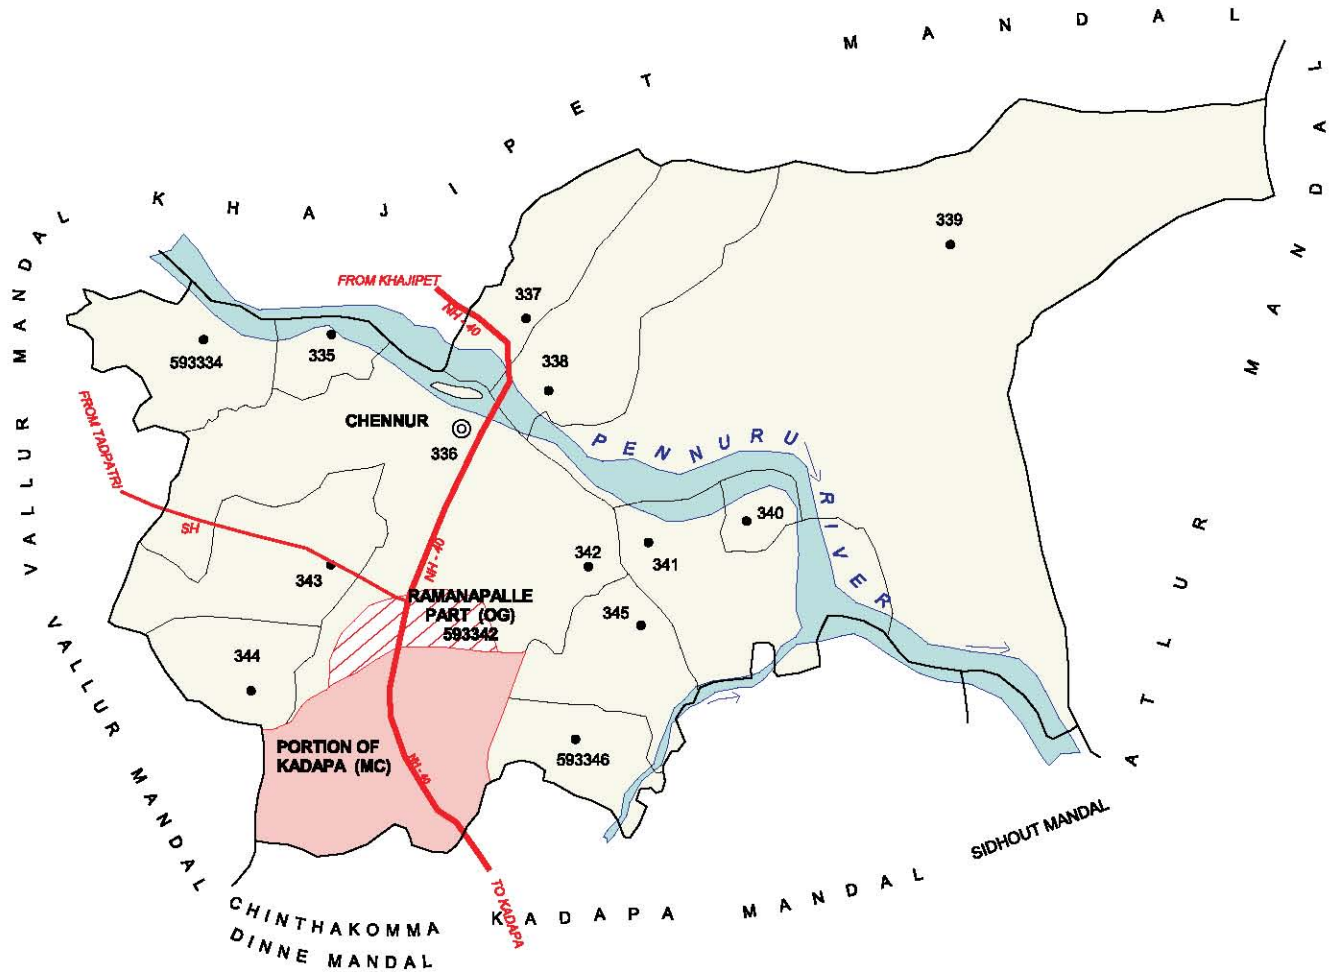 KHAJIPET MANDAL
VALLUR MANDAL
ATLUR MANDAL
339
FROM KHAJIPET
NH - 40
337
335
593334
338
CHENNUR
336
PENNURU RIVER
FROM TADPATRI
SH
NH - 40
340
342
341
343
RAMANAPALLE
PART (OG)
593342
345
344
VALLUR MANDAL
PORTION OF
KADAPA (MC)
NH - 40
593346
SIDHOUT MANDAL
TO KADAPA
KADAPA MANDAL
CHINTHAKOMMA
DINNE MANDAL